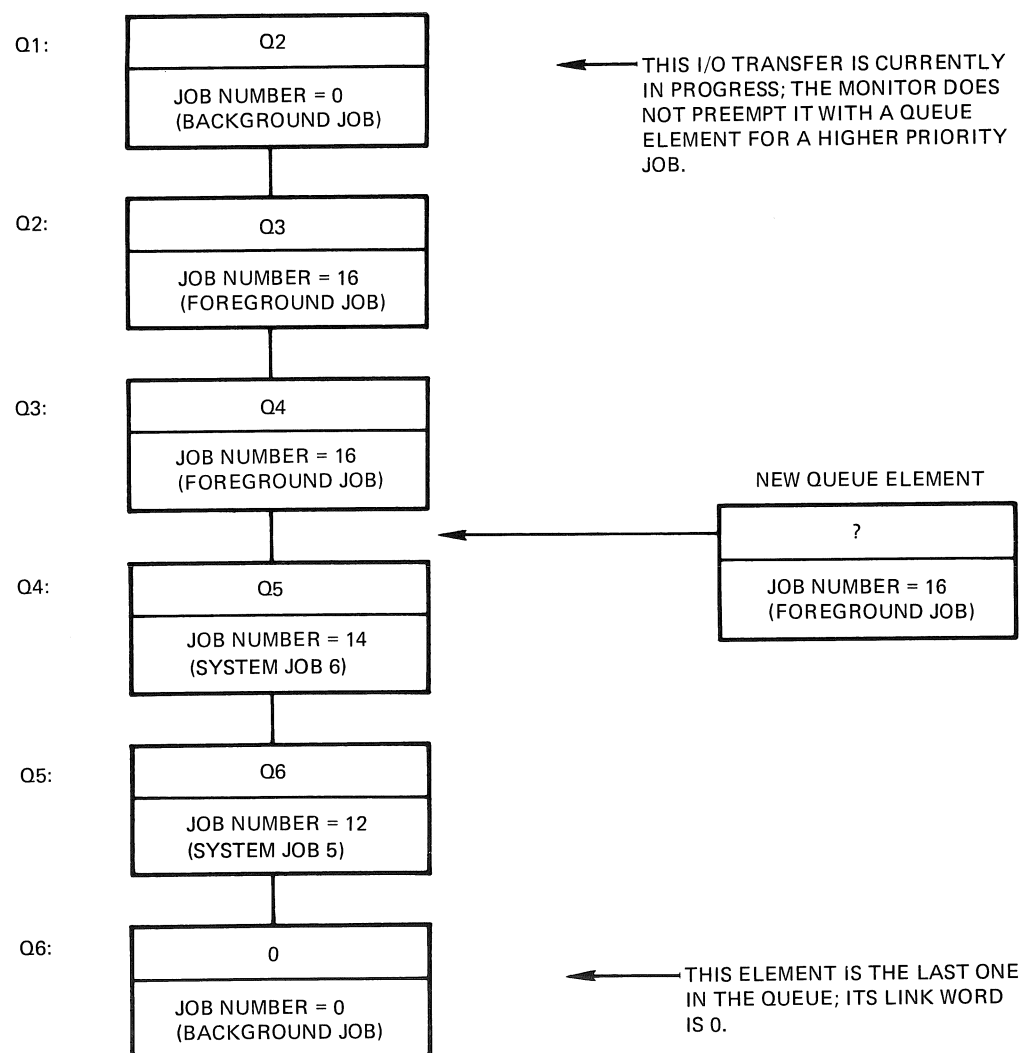 Q1:
Q2
JOB NUMBER = 0
(BACKGROUND JOB)
THIS I/O TRANSFER IS CURRENTLY
IN PROGRESS; THE MONITOR DOES
NOT PREEMPT IT WITH A QUEUE
ELEMENT FOR A HIGHER PRIORITY
JOB.
Q2:
Q3
JOB NUMBER = 16
(FOREGROUND JOB)
Q3:
Q4
JOB NUMBER = 16
(FOREGROUND JOB)
NEW QUEUE ELEMENT
?
JOB NUMBER = 16
(FOREGROUND JOB)
Q4:
Q5
JOB NUMBER = 14
(SYSTEM JOB 6)
Q5:
Q6
JOB NUMBER = 12
(SYSTEM JOB 5)
Q6:
0
JOB NUMBER = 0
(BACKGROUND JOB)
THIS ELEMENT IS THE LAST ONE
IN THE QUEUE; ITS LINK WORD
IS 0.